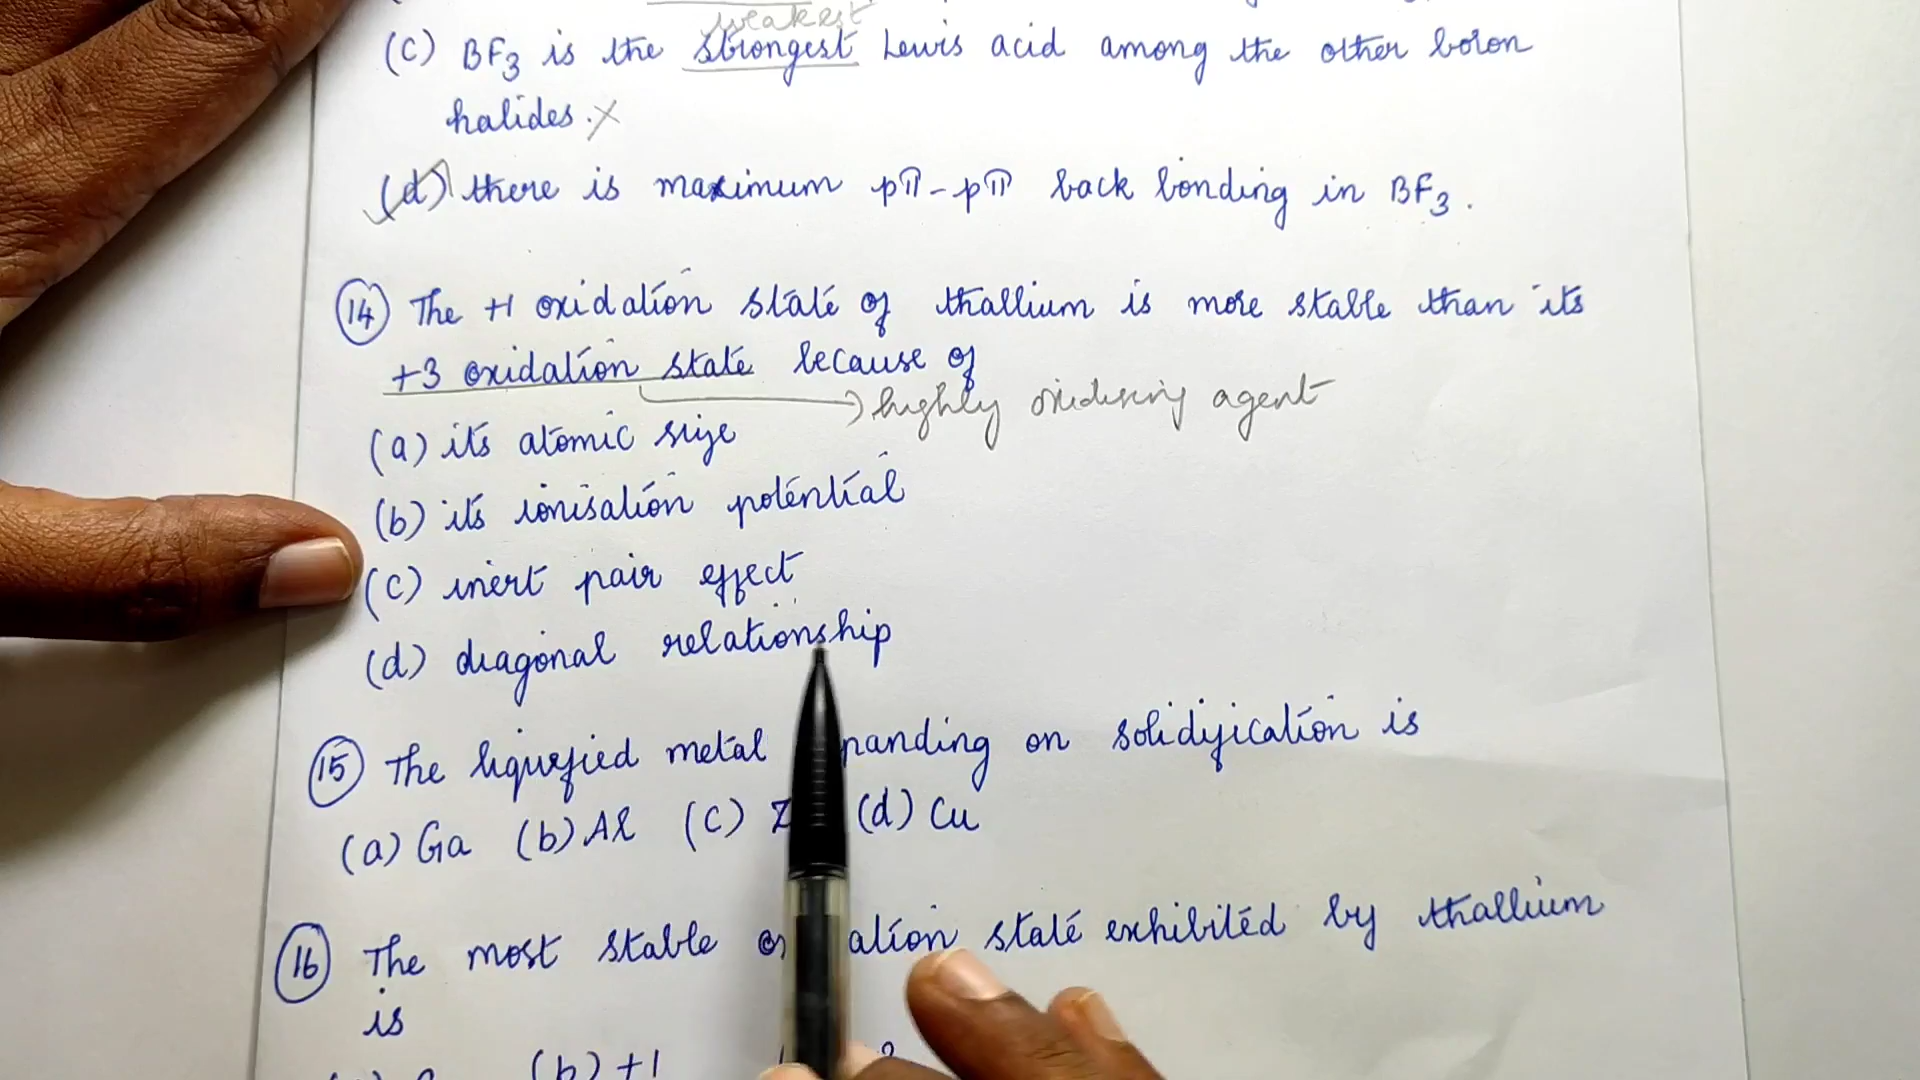 weakest
(C) BF3 is the strongest Lewis acid among the other boron
halides. X
(d) there is maximum pπ-pπ back bonding in BF3.
(14) The +1 oxidation state of thallium is more stable than its
+3 oxidation state because of
highly oxidising agent
(a) its atomic size
(b) its ionisation potential
(C) inert pair effect
(d) diagonal relationship
(15) The liquefied metal panding on solidification is
(a) Ga (b) Al (C) Z (d) Cu
(16) The most stable ation state exhibited by thallium
is
(b) +1